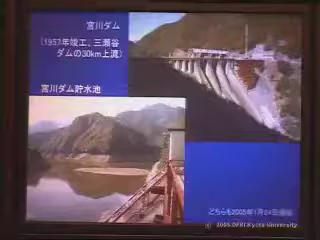 宮川ダム
(1957年竣工、三瀬谷
ダムの30km上流)
宮川ダム貯水池
どちらも2005年1月24日撮影
© 2005 DPRI,Kyoto University